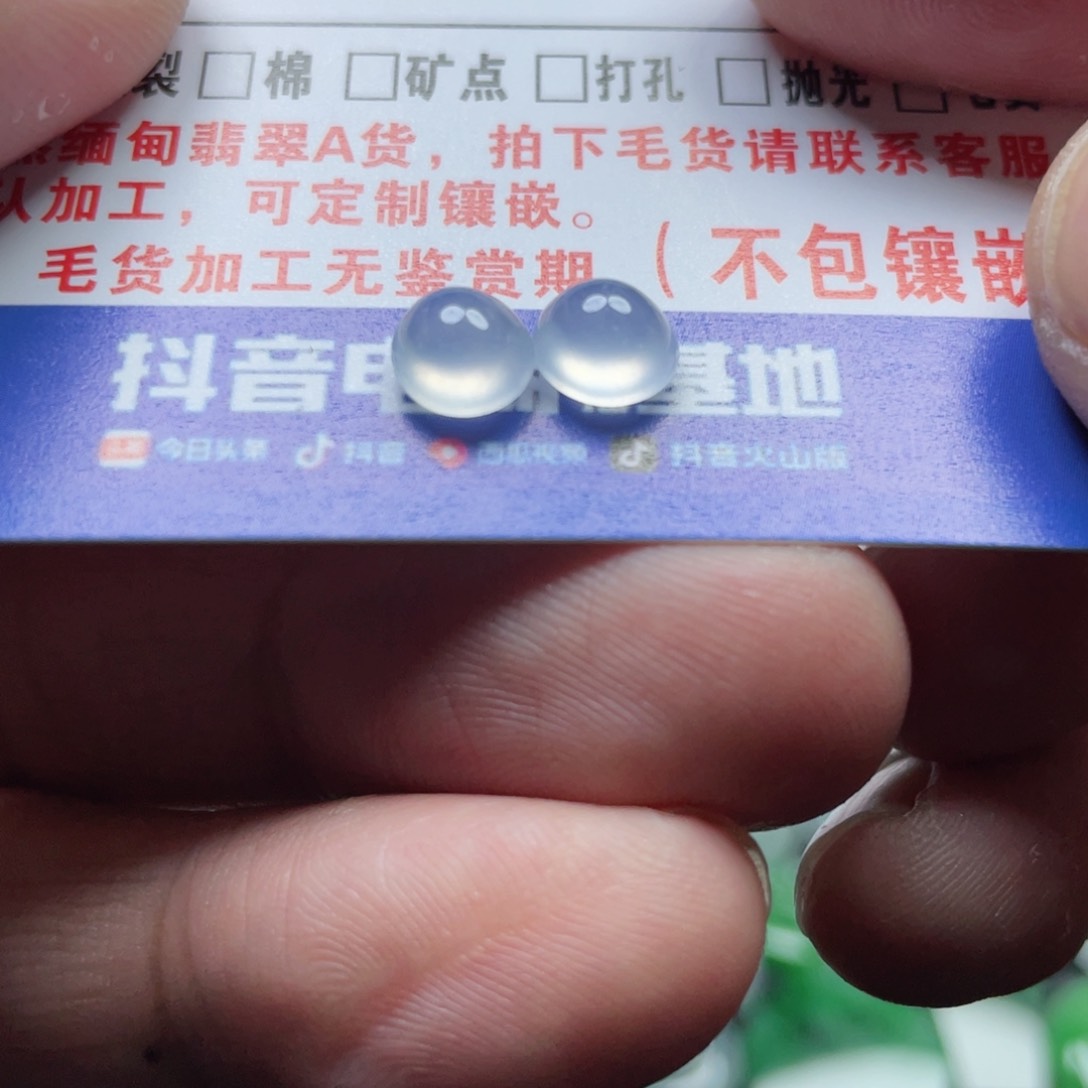 裂 □ 棉 □ 矿点 □ 打孔 □ 抛光 □
缅甸翡翠A货，拍下毛货请联系客服
认加工，可定制镶嵌。
毛货加工无鉴赏期（不包镶嵌
抖音电 基地
今日头条 抖音 西瓜视频 抖音火山版